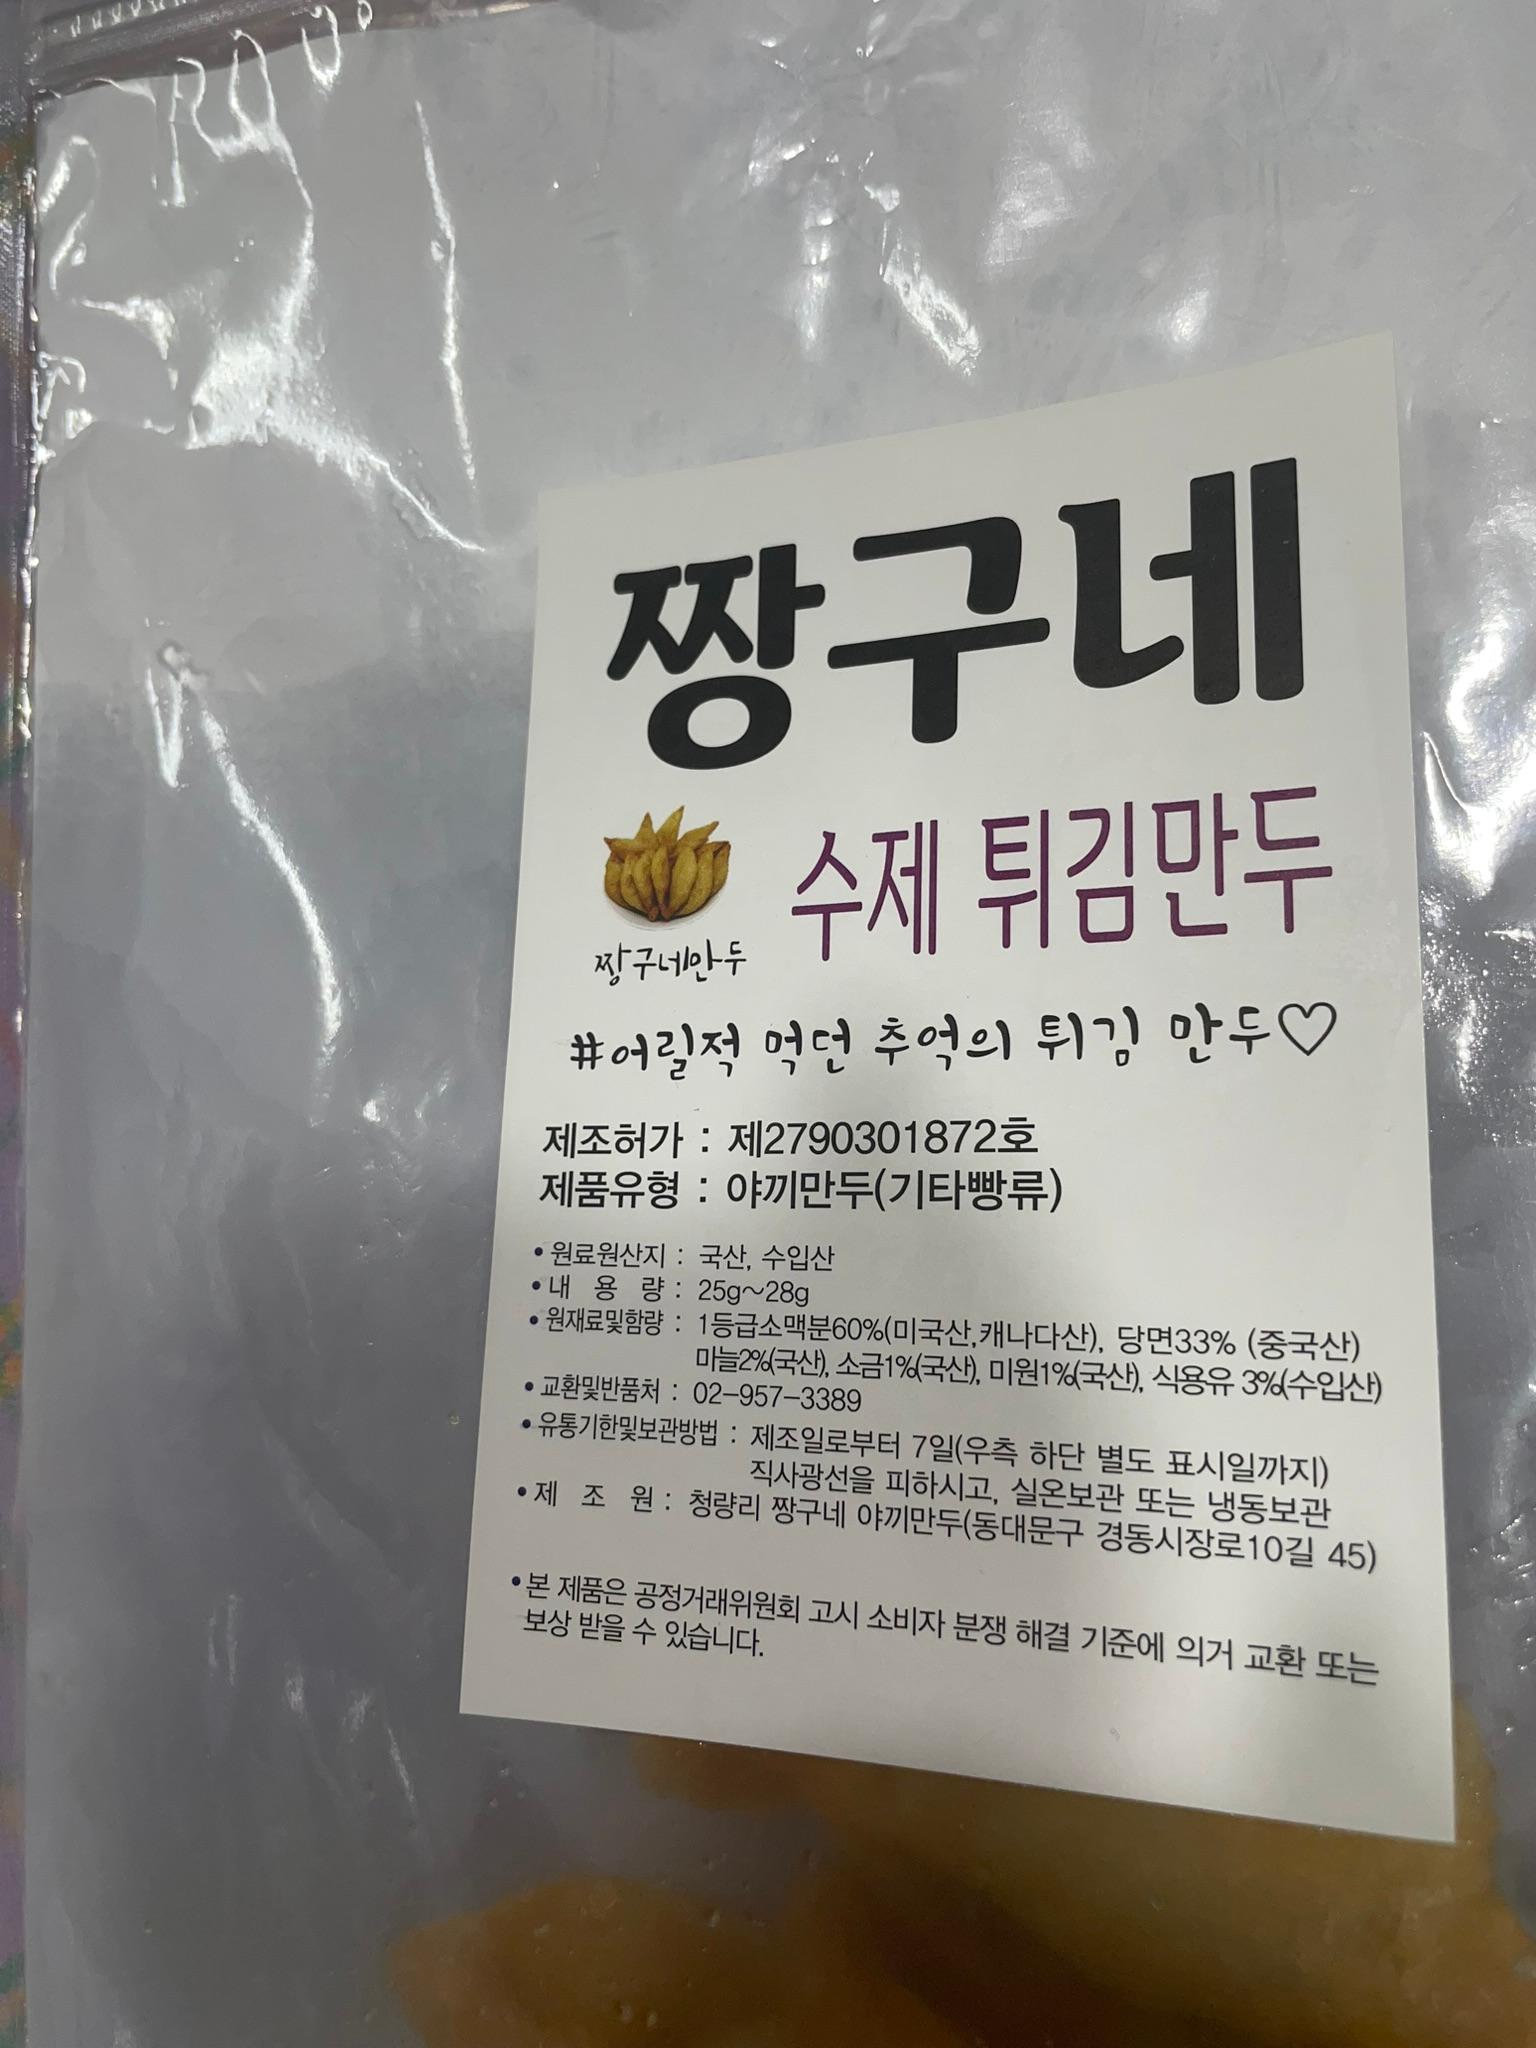 짱구네
수제 튀김만두
짱구네만두
#어릴적 먹던 추억의 튀김 만두♡
제조허가 : 제2790301872호
제품유형 : 야끼만두(기타빵류)
• 원료원산지 : 국산, 수입산
• 내 용 량 : 25g~28g
• 원재료및함량 : 1등급소맥분60%(미국산,캐나다산), 당면33% (중국산)
마늘2%(국산), 소금1%(국산), 미원1%(국산), 식용유 3%(수입산)
• 교환및반품처 : 02-957-3389
• 유통기한및보관방법 : 제조일로부터 7일(우측 하단 별도 표시일까지)
직사광선을 피하시고, 실온보관 또는 냉동보관
• 제 조 원 : 청량리 짱구네 야끼만두(동대문구 경동시장로10길 45)
• 본 제품은 공정거래위원회 고시 소비자 분쟁 해결 기준에 의거 교환 또는
보상 받을 수 있습니다.